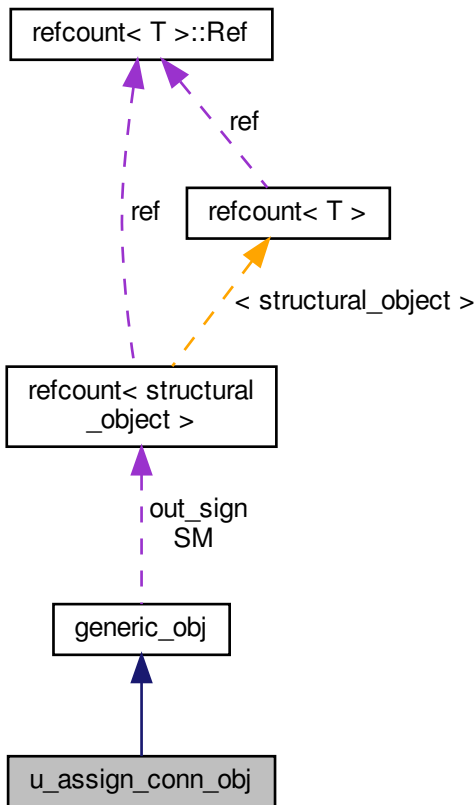 refcount< T >::Ref
ref
refcount< T >
ref
< structural_object >
refcount< structural
_object >
out_sign
SM
generic_obj
u_assign_conn_obj